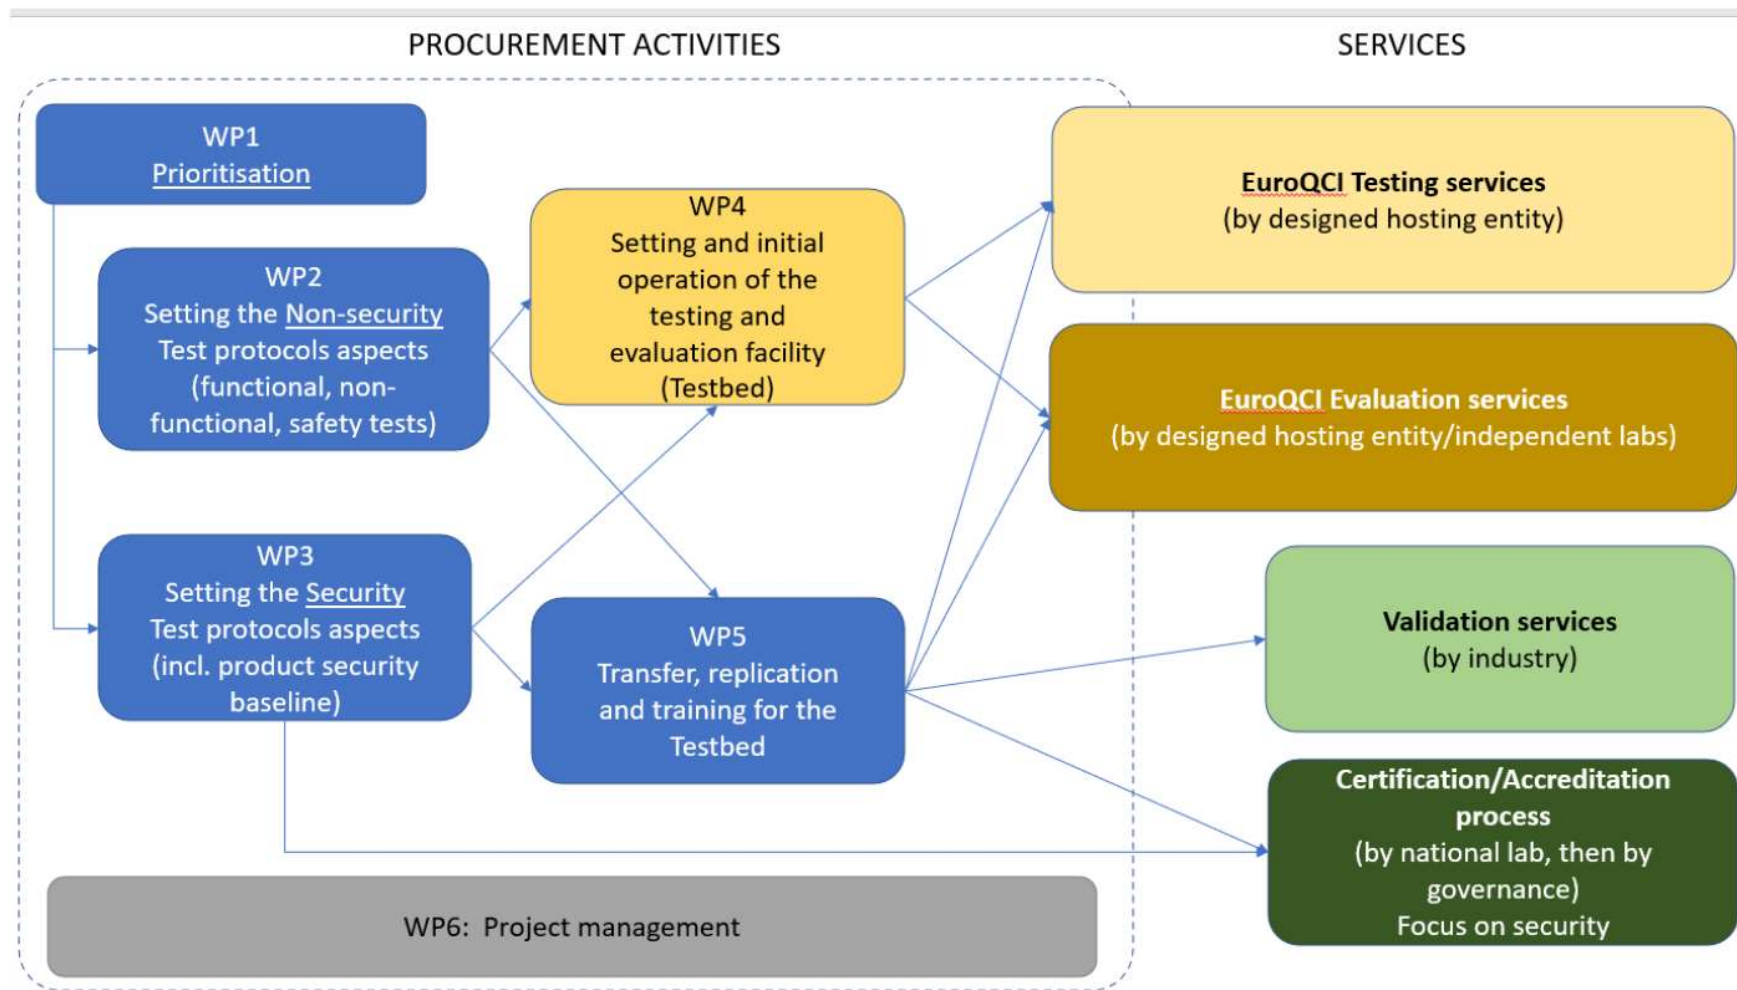 PROCUREMENT ACTIVITIES
SERVICES
WP1
Prioritisation
WP2
Setting the Non-security
Test protocols aspects
(functional, non-
functional, safety tests)
WP3
Setting the Security
Test protocols aspects
(incl. product security
baseline)
WP4
Setting and initial
operation of the
testing and
evaluation facility
(Testbed)
WP5
Transfer, replication
and training for the
Testbed
WP6:  Project management
EuroQCI Testing services
(by designed hosting entity)
EuroQCI Evaluation services
(by designed hosting entity/independent labs)
Validation services
(by industry)
Certification/Accreditation
process
(by national lab, then by
governance)
Focus on security